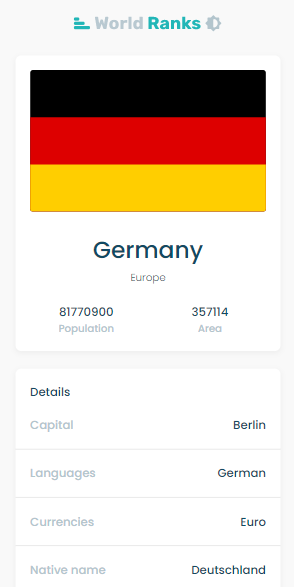 World Ranks
Germany
Europe
81770900 357114
Population Area
Details
Capital Berlin
Languages German
Currencies Euro
Native name Deutschland